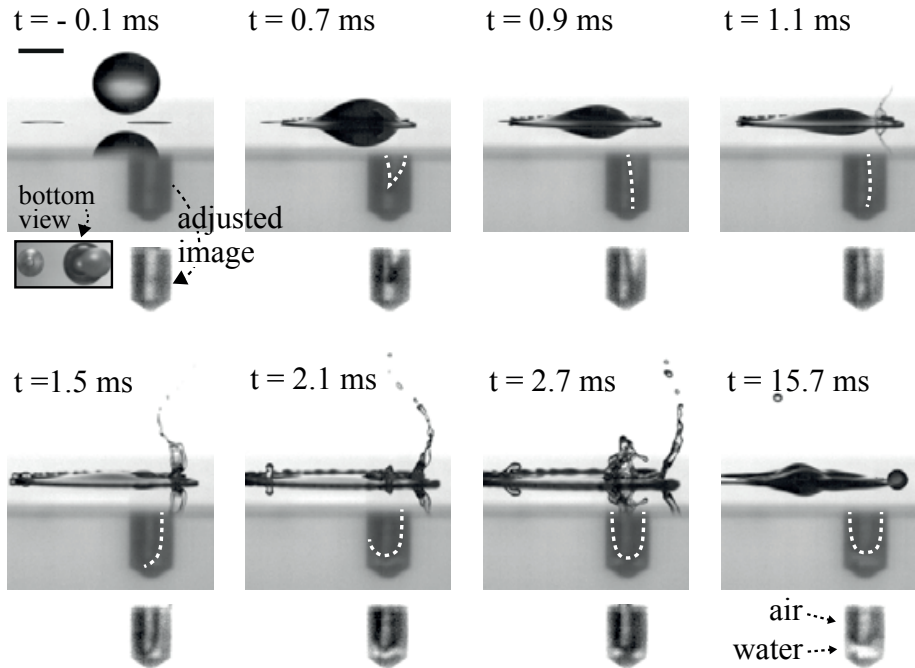 t = - 0.1 ms
t = 0.7 ms
t = 0.9 ms
t = 1.1 ms
bottom
view
adjusted
image
t =1.5 ms
t = 2.1 ms
t = 2.7 ms
t = 15.7 ms
air
water